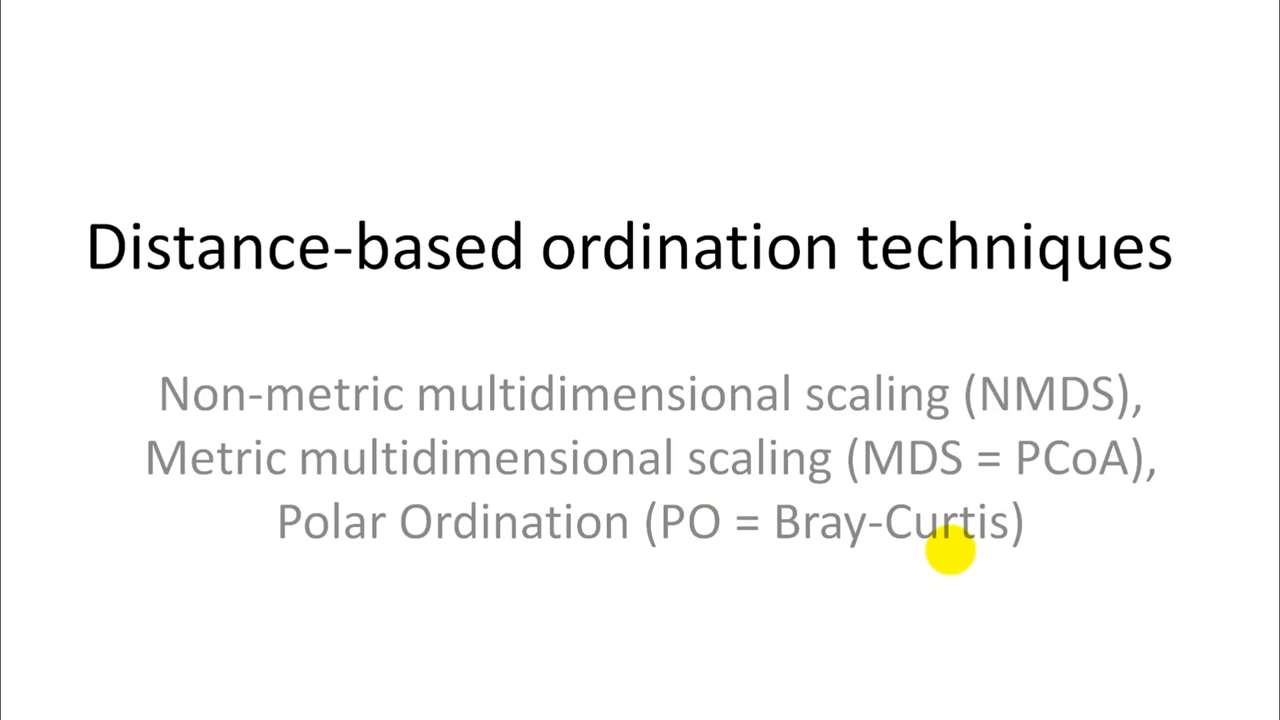 Distance-based ordination techniques
Non-metric multidimensional scaling (NMDS),
Metric multidimensional scaling (MDS = PCoA),
Polar Ordination (PO = Bray-Curtis)